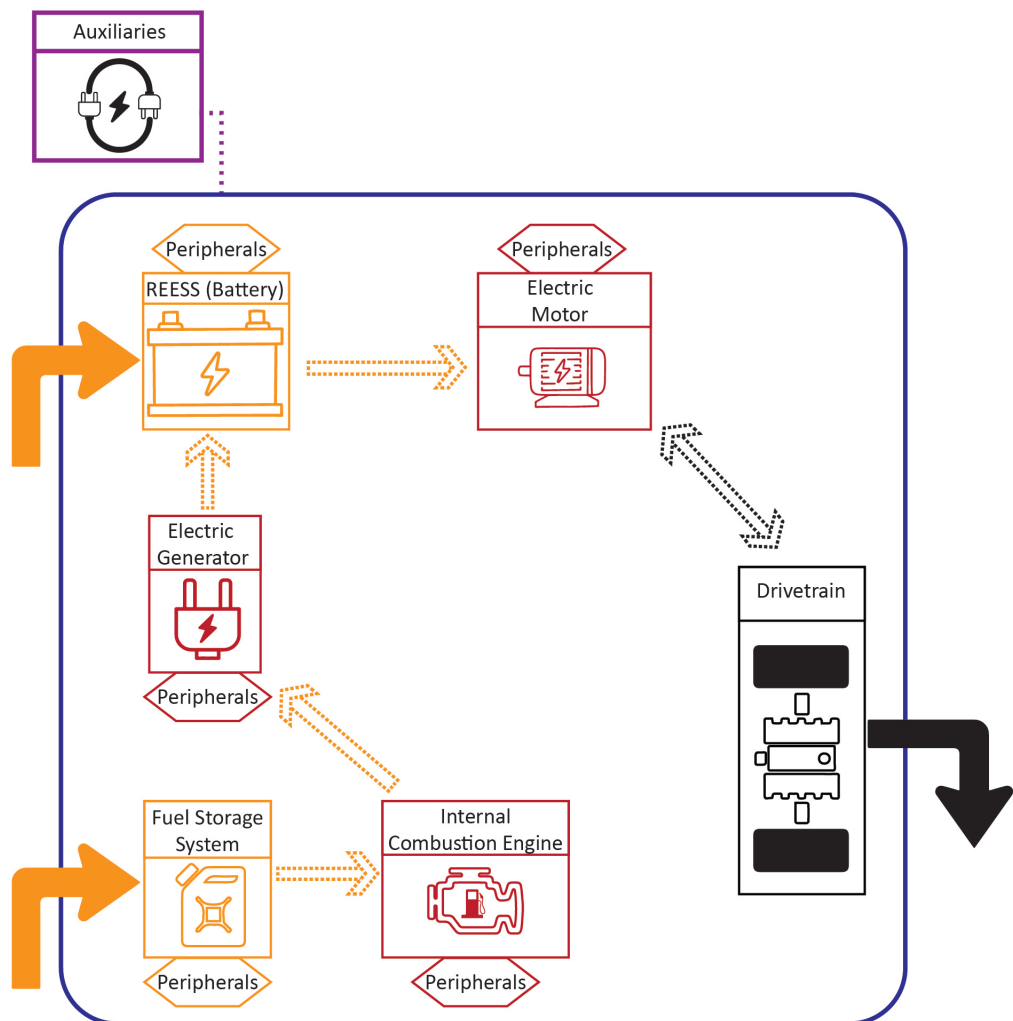 Auxiliaries
Peripherals
REESS (Battery)
Peripherals
Electric
Motor
Electric
Generator
Peripherals
Drivetrain
Fuel Storage
System
Peripherals
Internal
Combustion Engine
Peripherals